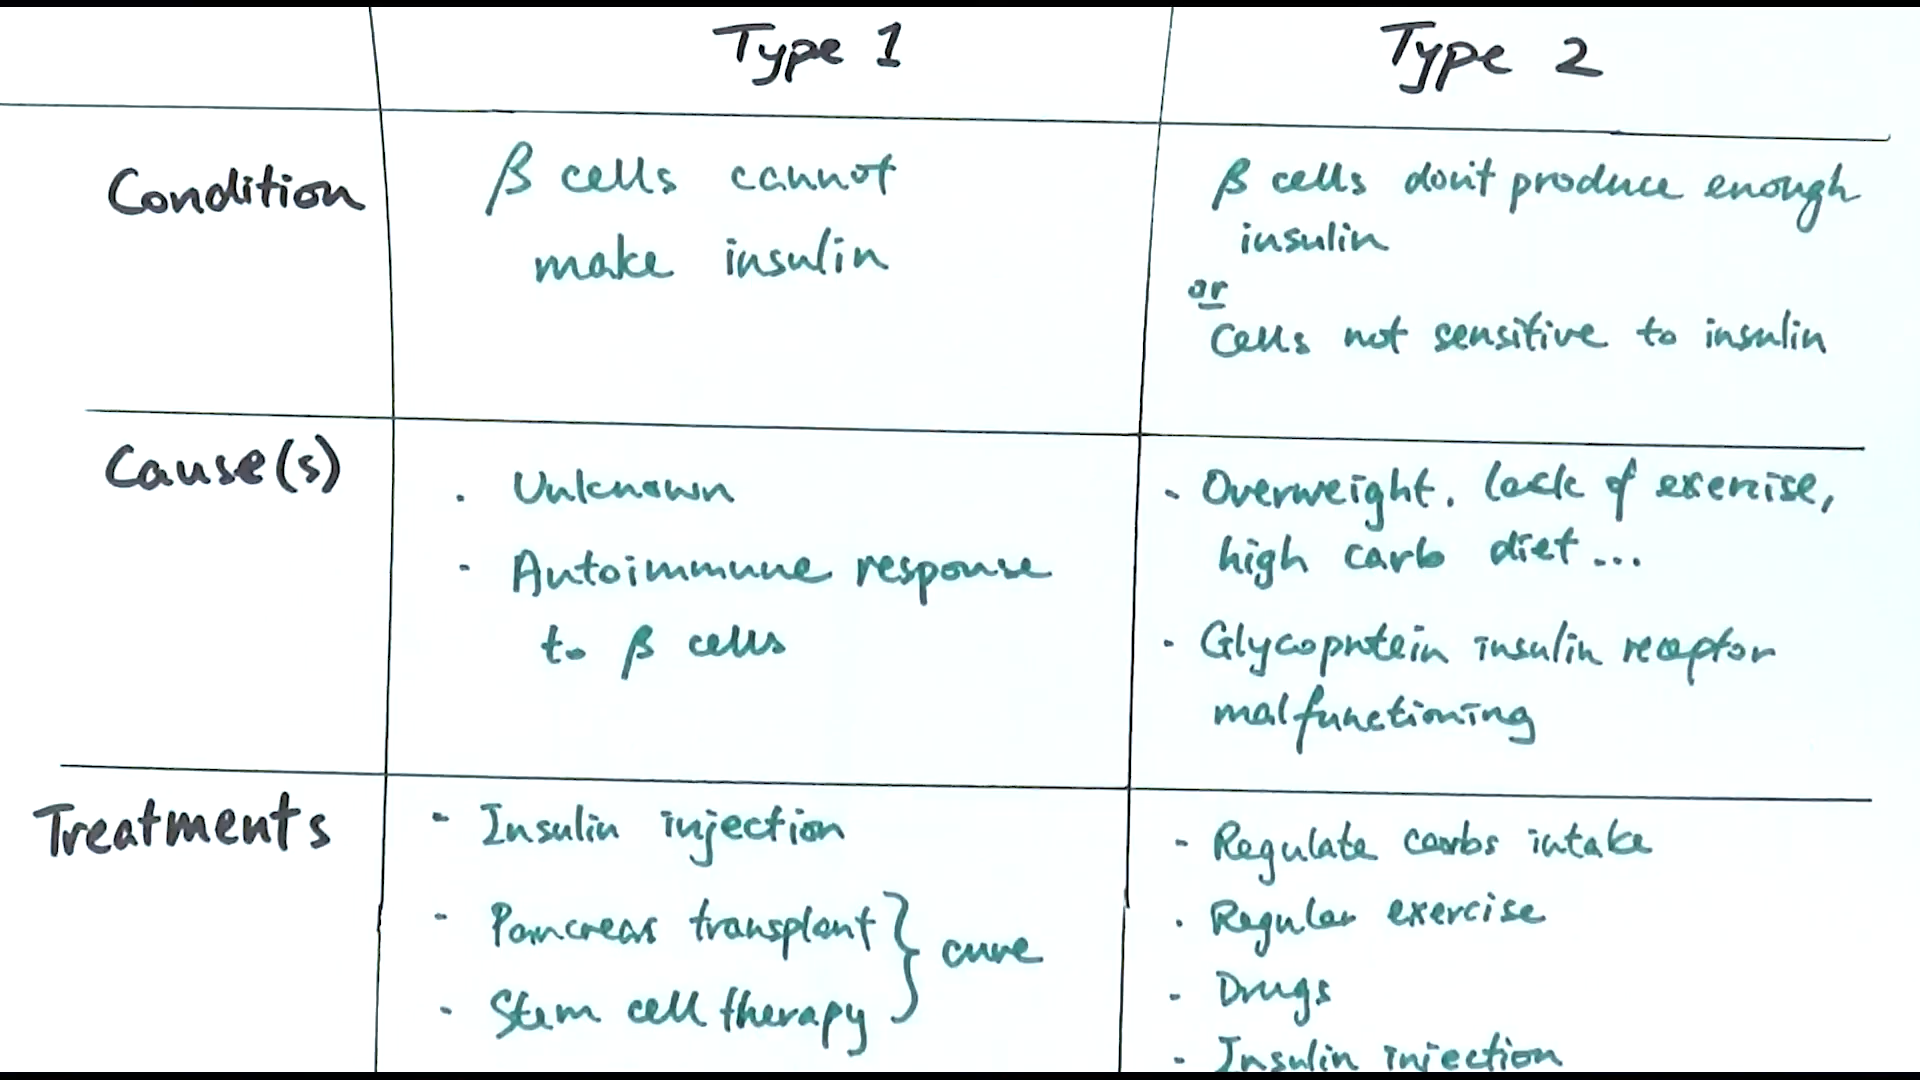 Type 1
Type 2
Condition
β cells cannot
make insulin
β cells don't produce enough
insulin
or
Cells not sensitive to insulin
Cause(s)
· Unknown
· Autoimmune response
to β cells
· Overweight. lack of exercise,
high carb diet...
· Glycoprotein insulin receptor
malfunctioning
Treatments
- Insulin injection
- Pancreas transplant
- Stem cell therapy
} cure
- Regulate carbs intake
· Regular exercise
- Drugs
- Insulin injection